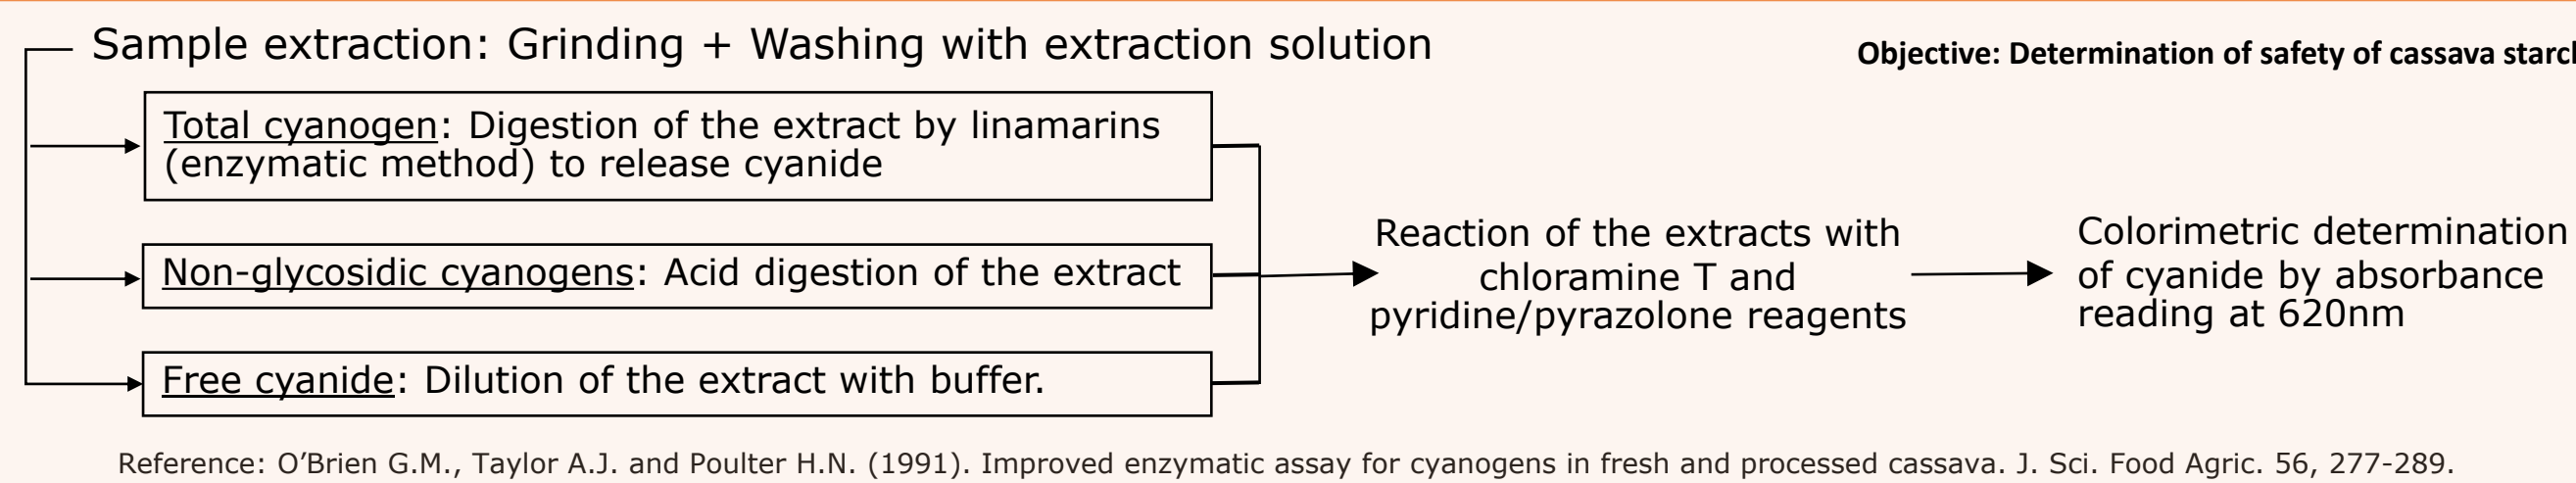 Sample extraction: Grinding + Washing with extraction solution
Objective: Determination of safety of cassava starch
Total cyanogen: Digestion of the extract by linamarins
(enzymatic method) to release cyanide
Non-glycosidic cyanogens: Acid digestion of the extract
Free cyanide: Dilution of the extract with buffer.
Reaction of the extracts with
chloramine T and
pyridine/pyrazolone reagents
Colorimetric determination
of cyanide by absorbance
reading at 620nm
Reference: O’Brien G.M., Taylor A.J. and Poulter H.N. (1991). Improved enzymatic assay for cyanogens in fresh and processed cassava. J. Sci. Food Agric. 56, 277-289.